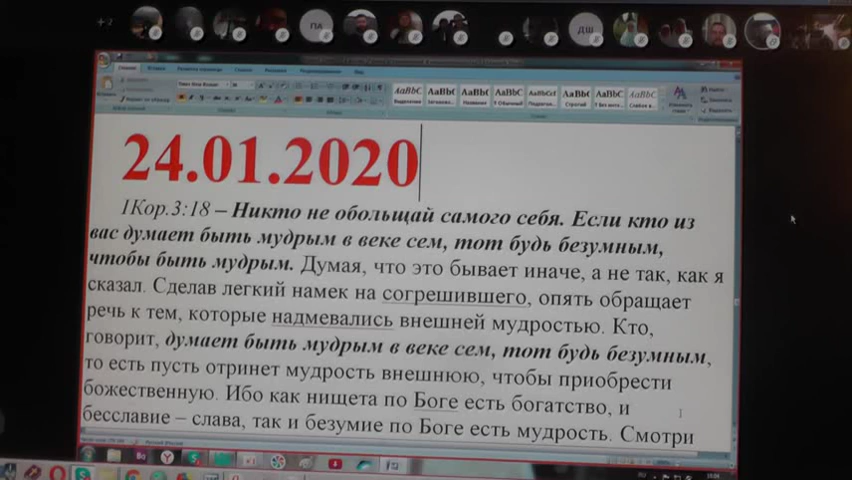 +2
ПА
ДШ
24.01.2020
1Кор.3:18 – Никто не обольщай самого себя. Если кто из
вас думает быть мудрым в веке сем, тот будь безумным,
чтобы быть мудрым. Думая, что это бывает иначе, а не так, как я
сказал. Сделав легкий намек на согрешившего, опять обращает
речь к тем, которые надмевались внешней мудростью. Кто,
говорит, думает быть мудрым в веке сем, тот будь безумным,
то есть пусть отринет мудрость внешнюю, чтобы приобрести
божественную. Ибо как нищета по Боге есть богатство, и
бесславие – слава, так и безумие по Боге есть мудрость. Смотри